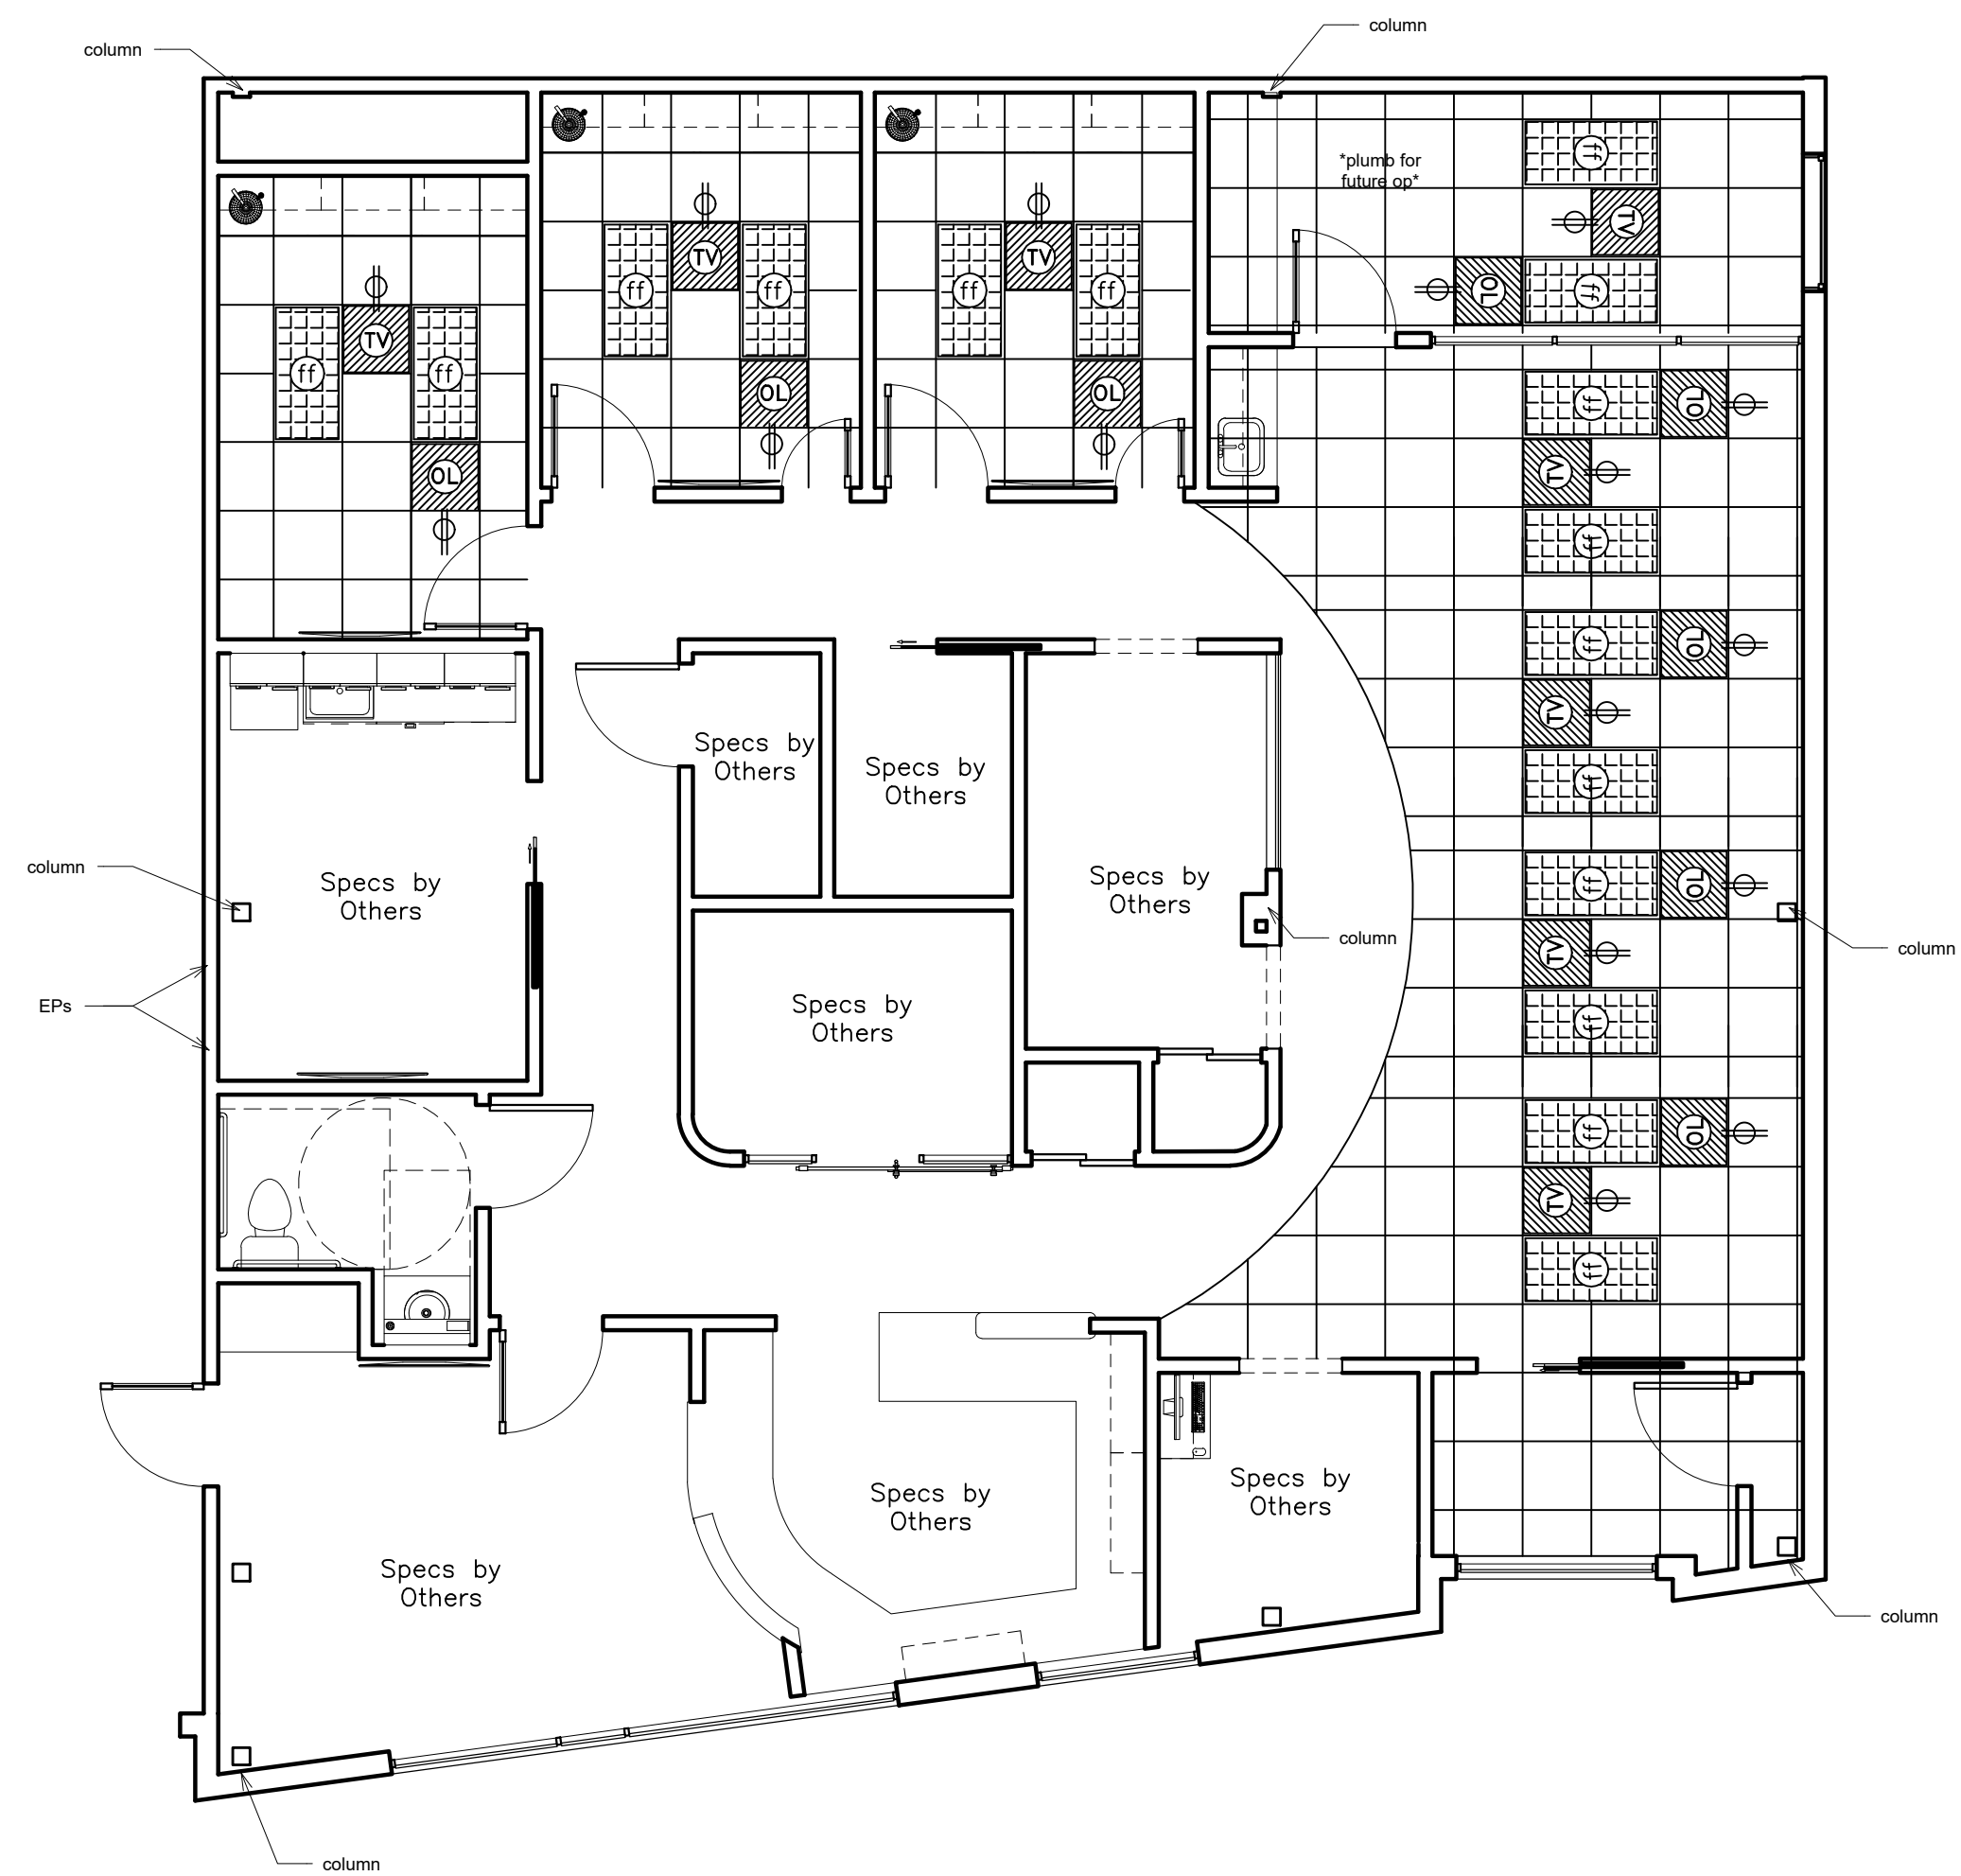 column
column
*plumb for
future op*
ff
TV
TV
TV
ff
ff
ff
ff
OL
ff
TV
ff
ff
OL
OL
ff
OL
OL
TV
ff
ff
OL
TV
Specs by
Others
Specs by
Others
ff
column
Specs by
Others
Specs by
Others
ff
OL
column
column
TV
EPs
Specs by
Others
ff
ff
OL
TV
ff
Specs by
Others
Specs by
Others
Specs by
Others
column
column